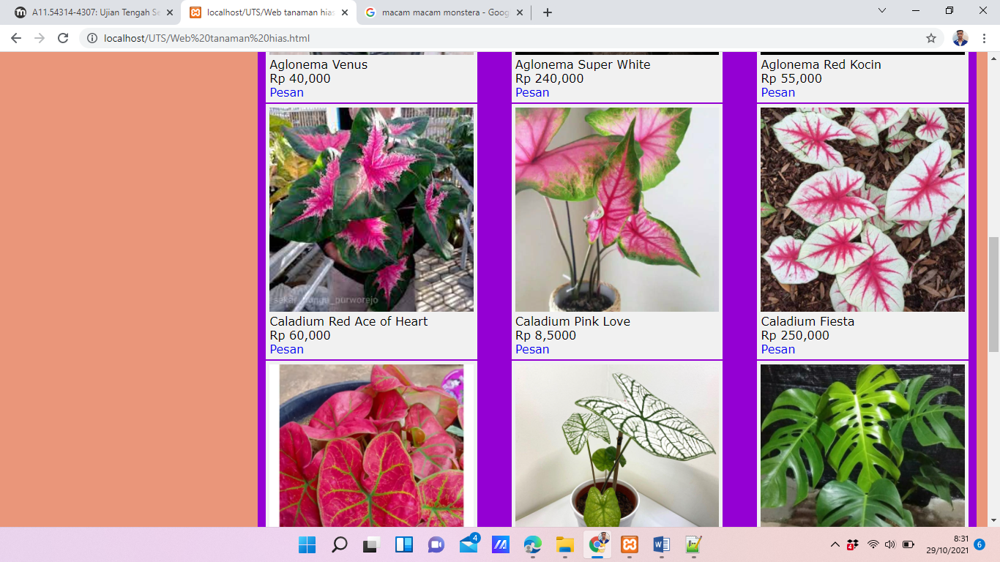 A11.54314-4307: Ujian Tengah Se
localhost/UTS/Web tanaman hias
macam macam monstera - Goog
localhost/UTS/Web%20tanaman%20hias.html
Aglonema Venus
Rp 40,000
Pesan
Aglonema Super White
Rp 240,000
Pesan
Aglonema Red Kocin
Rp 55,000
Pesan
Caladium Red Ace of Heart
Rp 60,000
Pesan
Caladium Pink Love
Rp 8,5000
Pesan
Caladium Fiesta
Rp 250,000
Pesan
4
4
8:31
29/10/2021
6